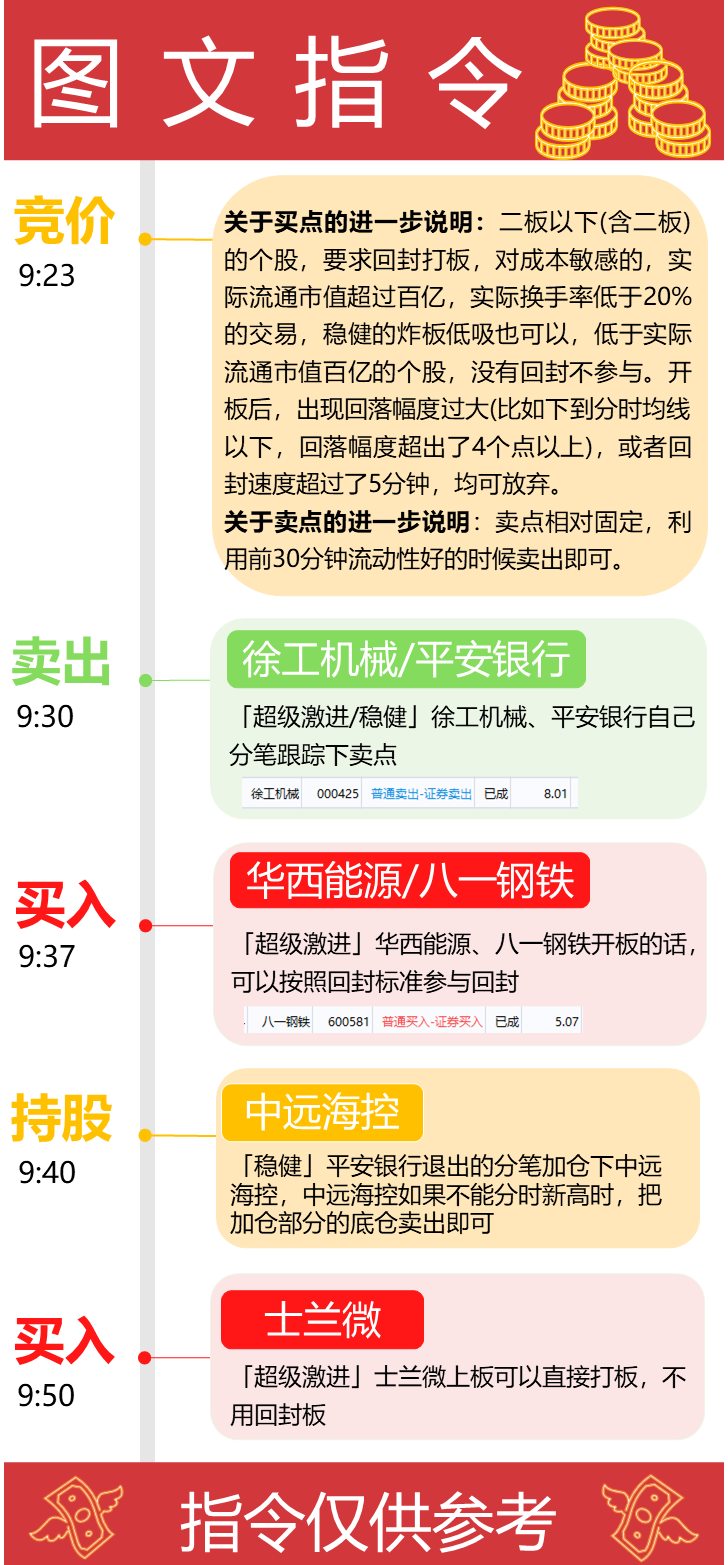 图文指令
竞价
9:23
关于买点的进一步说明：二板以下(含二板)
的个股，要求回封打板，对成本敏感的，实
际流通市值超过百亿，实际换手率低于20%
的交易，稳健的炸板低吸也可以，低于实际
流通市值百亿的个股，没有回封不参与。开
板后，出现回落幅度过大(比如下到分时均线
以下，回落幅度超出了4个点以上)，或者回
封速度超过了5分钟，均可放弃。
关于卖点的进一步说明：卖点相对固定，利
用前30分钟流动性好的时候卖出即可。
卖出
9:30
徐工机械/平安银行
「超级激进/稳健」徐工机械、平安银行自己
分笔跟踪下卖点
徐工机械 000425 普通卖出-证券卖出 已成 8.01
买入
9:37
华西能源/八一钢铁
「超级激进」华西能源、八一钢铁开板的话，
可以按照回封标准参与回封
八一钢铁 600581 普通买入-证券买入 已成 5.07
持股
9:40
中远海控
「稳健」平安银行退出的分笔加仓下中远
海控，中远海控如果不能分时新高时，把
加仓部分的底仓卖出即可
买入
9:50
士兰微
「超级激进」士兰微上板可以直接打板，不
用回封板
指令仅供参考